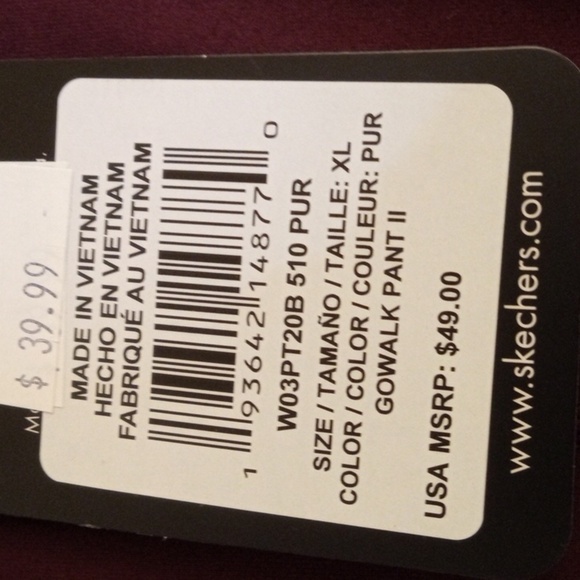 $ 39.99
MADE IN VIETNAM
HECHO EN VIETNAM
FABRIQUÉ AU VIETNAM
1 93642 14877 0
W03PT20B 510 PUR
SIZE / TAMAÑO / TAILLE: XL
COLOR / COLOR / COULEUR: PUR
GOWALK PANT II
USA MSRP: $49.00
www.skechers.com